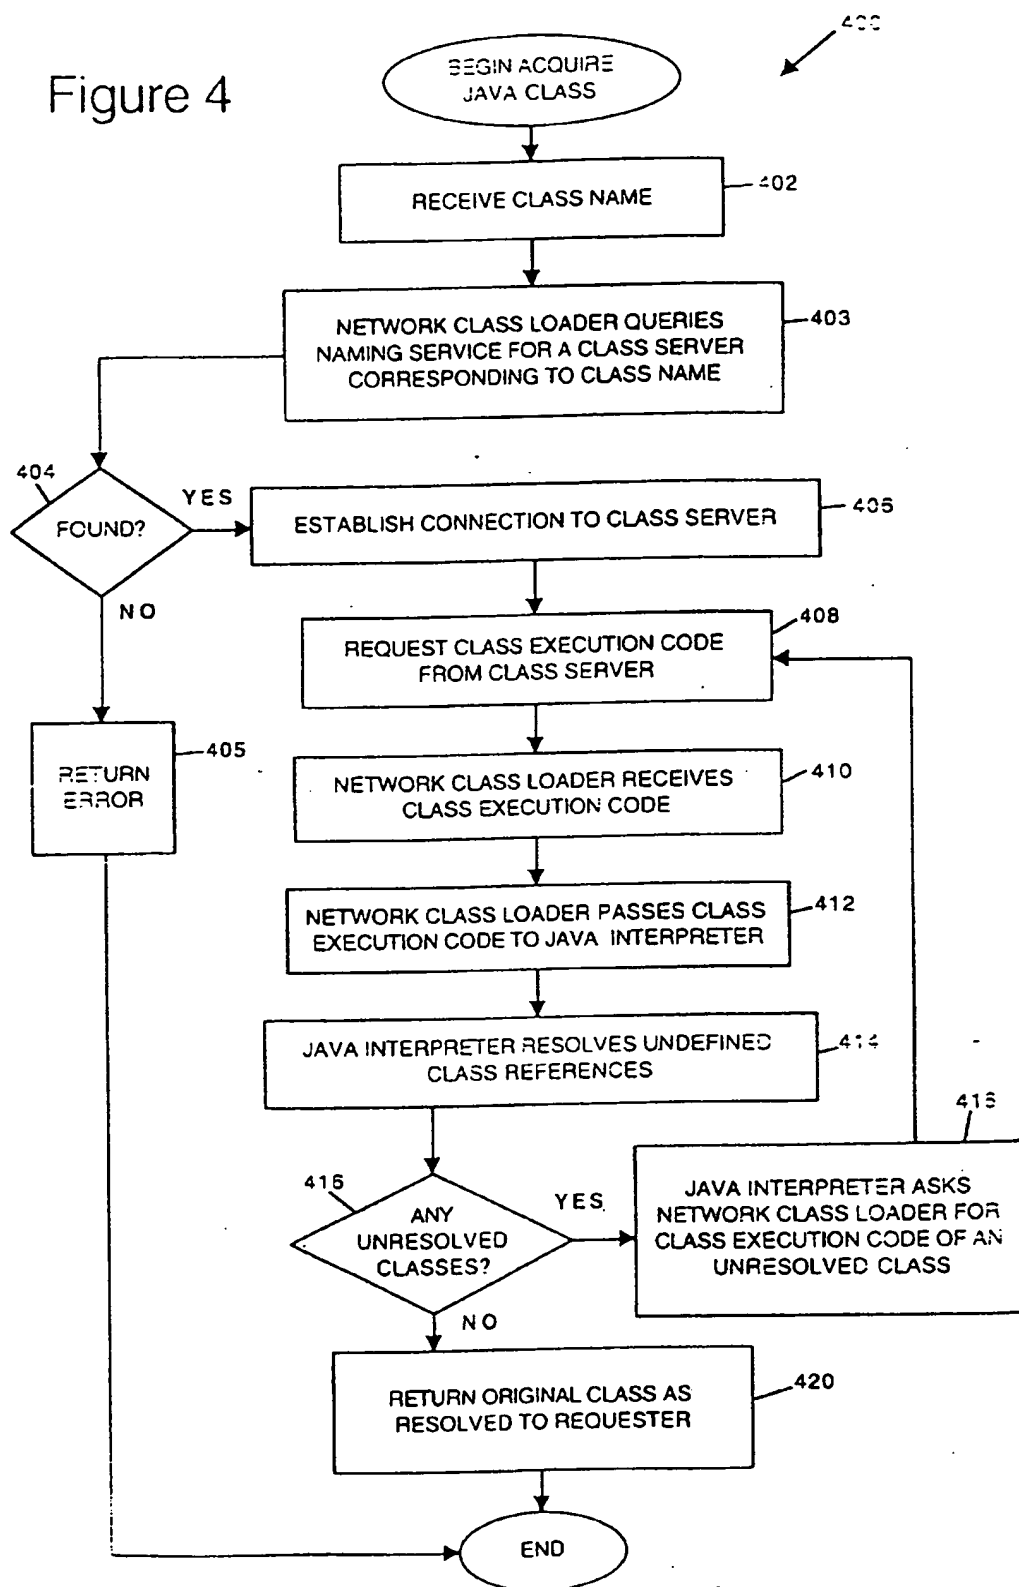 Figure 4
400
BEGIN ACQUIRE
JAVA CLASS
RECEIVE CLASS NAME
402
NETWORK CLASS LOADER QUERIES
NAMING SERVICE FOR A CLASS SERVER
CORRESPONDING TO CLASS NAME
403
404
FOUND?
YES
NO
ESTABLISH CONNECTION TO CLASS SERVER
406
REQUEST CLASS EXECUTION CODE
FROM CLASS SERVER
408
RETURN
ERROR
405
NETWORK CLASS LOADER RECEIVES
CLASS EXECUTION CODE
410
NETWORK CLASS LOADER PASSES CLASS
EXECUTION CODE TO JAVA INTERPRETER
412
JAVA INTERPRETER RESOLVES UNDEFINED
CLASS REFERENCES
414
416
ANY
UNRESOLVED
CLASSES?
YES
NO
JAVA INTERPRETER ASKS
NETWORK CLASS LOADER FOR
CLASS EXECUTION CODE OF AN
UNRESOLVED CLASS
RETURN ORIGINAL CLASS AS
RESOLVED TO REQUESTER
420
END